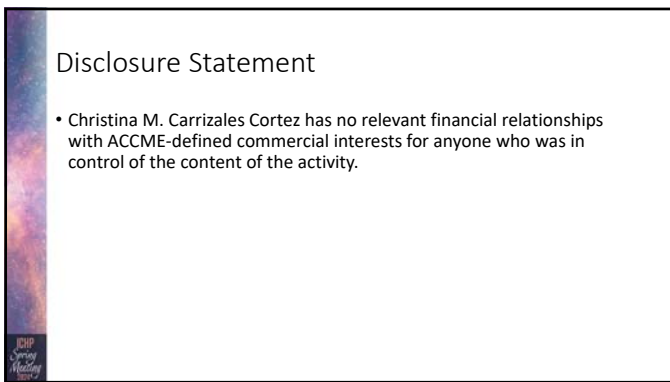 Disclosure Statement
• Christina M. Carrizales Cortez has no relevant financial relationships
with ACCME-defined commercial interests for anyone who was in
control of the content of the activity.
Spring
Meeting